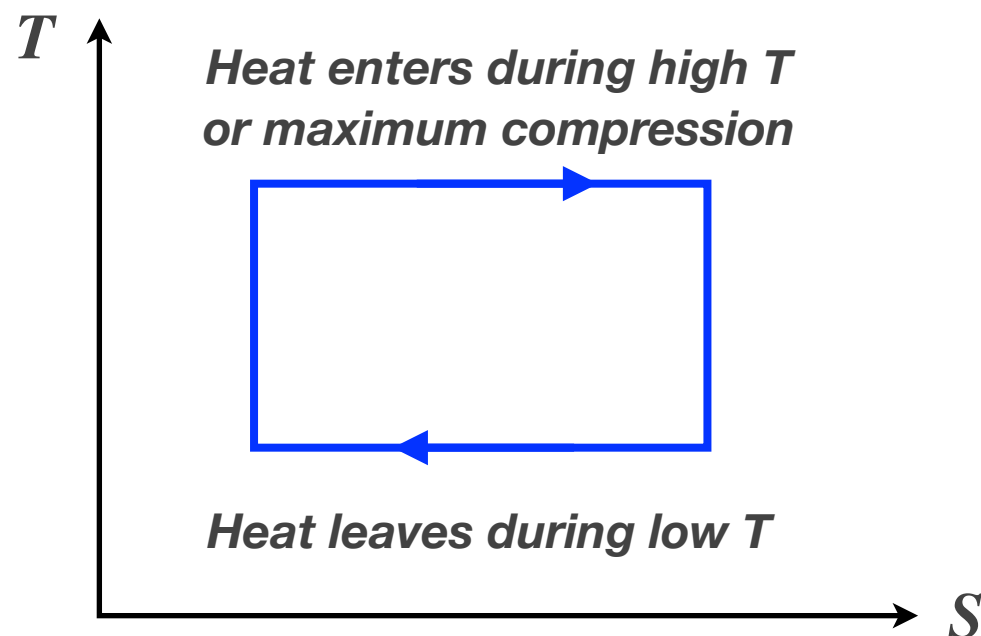 T
Heat enters during high T
or maximum compression
Heat leaves during low T
S